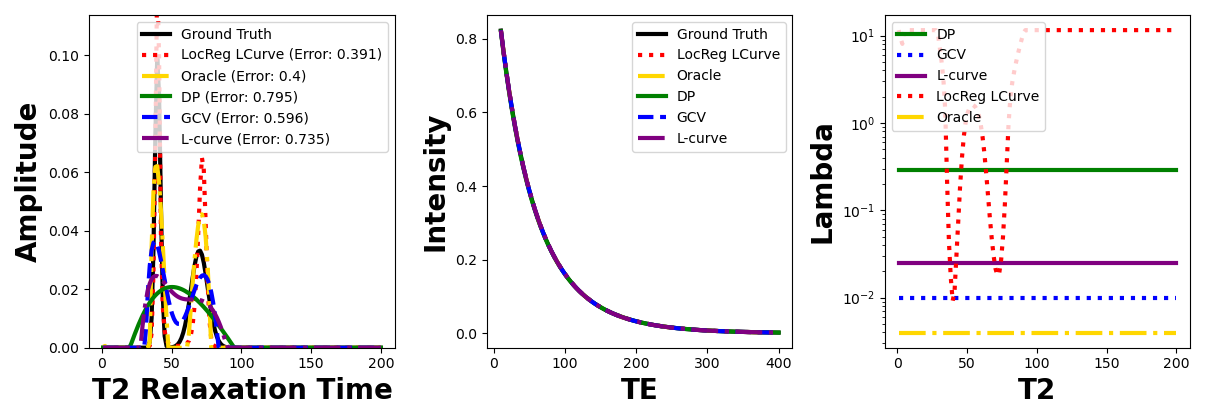 Amplitude
0.10
0.08
0.06
0.04
0.02
0.00
Ground Truth
LocReg LCurve (Error: 0.391)
Oracle (Error: 0.4)
DP (Error: 0.795)
GCV (Error: 0.596)
L-curve (Error: 0.735)
0 50 100 150 200
T2 Relaxation Time
Intensity
0.8
0.6
0.4
0.2
0.0
Ground Truth
LocReg LCurve
Oracle
DP
GCV
L-curve
0 100 200 300 400
TE
Lambda
10¹
10⁰
10⁻¹
10⁻²
DP
GCV
L-curve
LocReg LCurve
Oracle
0 50 100 150 200
T2